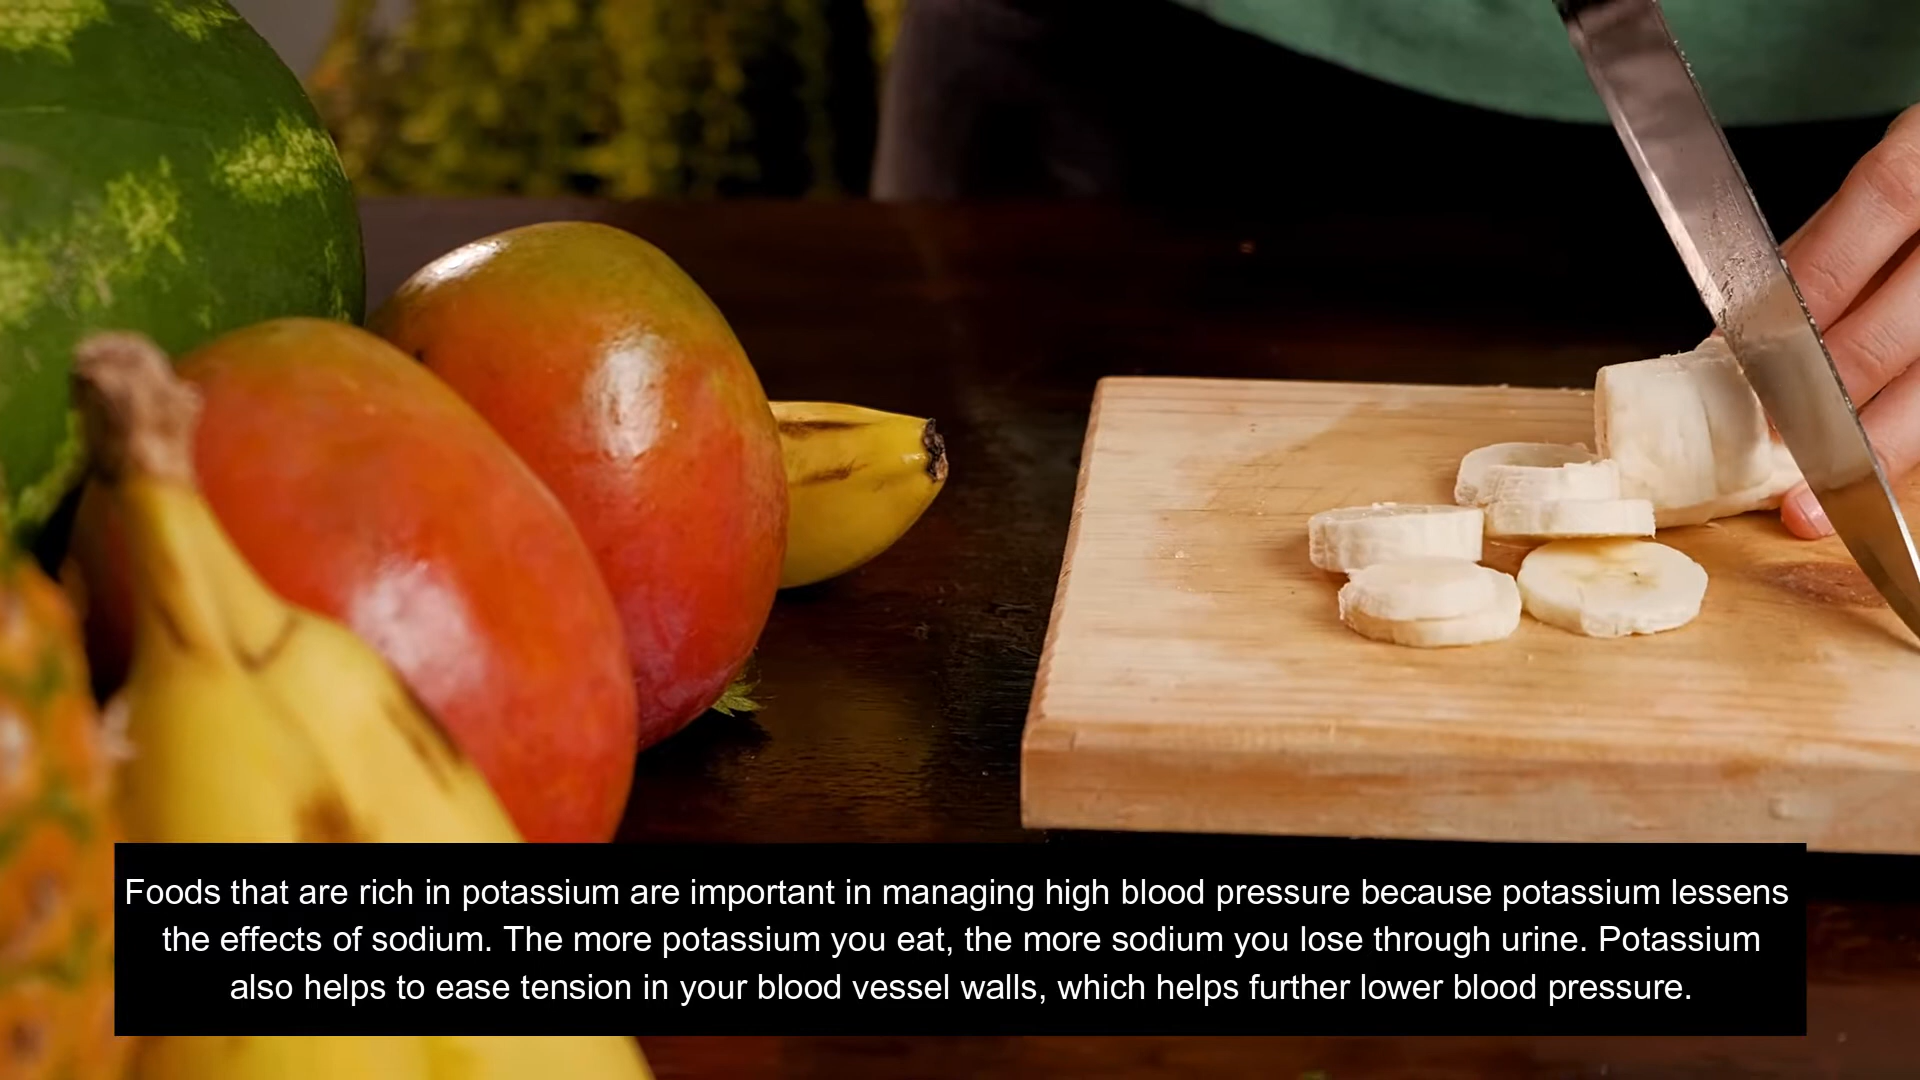 Foods that are rich in potassium are important in managing high blood pressure because potassium lessens
the effects of sodium. The more potassium you eat, the more sodium you lose through urine. Potassium
also helps to ease tension in your blood vessel walls, which helps further lower blood pressure.